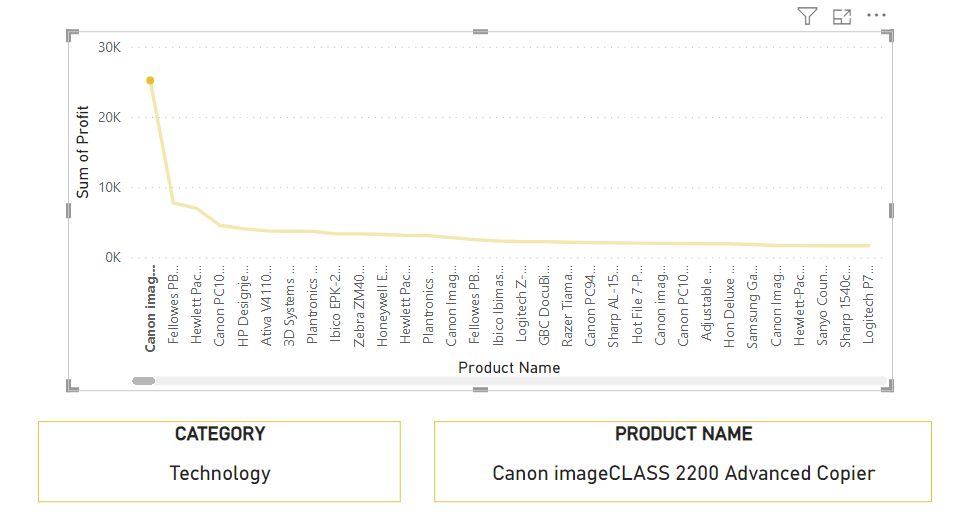 30K
20K
10K
0K
Sum of Profit
Canon imag...
Fellowes PB...
Hewlett Pac...
Canon PC10...
HP Designje...
Ativa V4110...
3D Systems ...
Plantronics ...
Ibico EPK-2...
Zebra ZM40...
Honeywell E...
Hewlett Pac...
Plantronics ...
Canon Imag...
Fellowes PB...
Ibico Ibimas...
Logitech Z-...
GBC DocuBi...
Razer Tiama...
Canon PC94...
Sharp AL-15...
Hot File 7-P...
Canon imag...
Canon PC10...
Adjustable ...
Hon Deluxe ...
Samsung Ga...
Canon Imag...
Hewlett-Pac...
Sanyo Coun...
Sharp 1540c...
Logitech P7...
Product Name
CATEGORY
Technology
PRODUCT NAME
Canon imageCLASS 2200 Advanced Copier